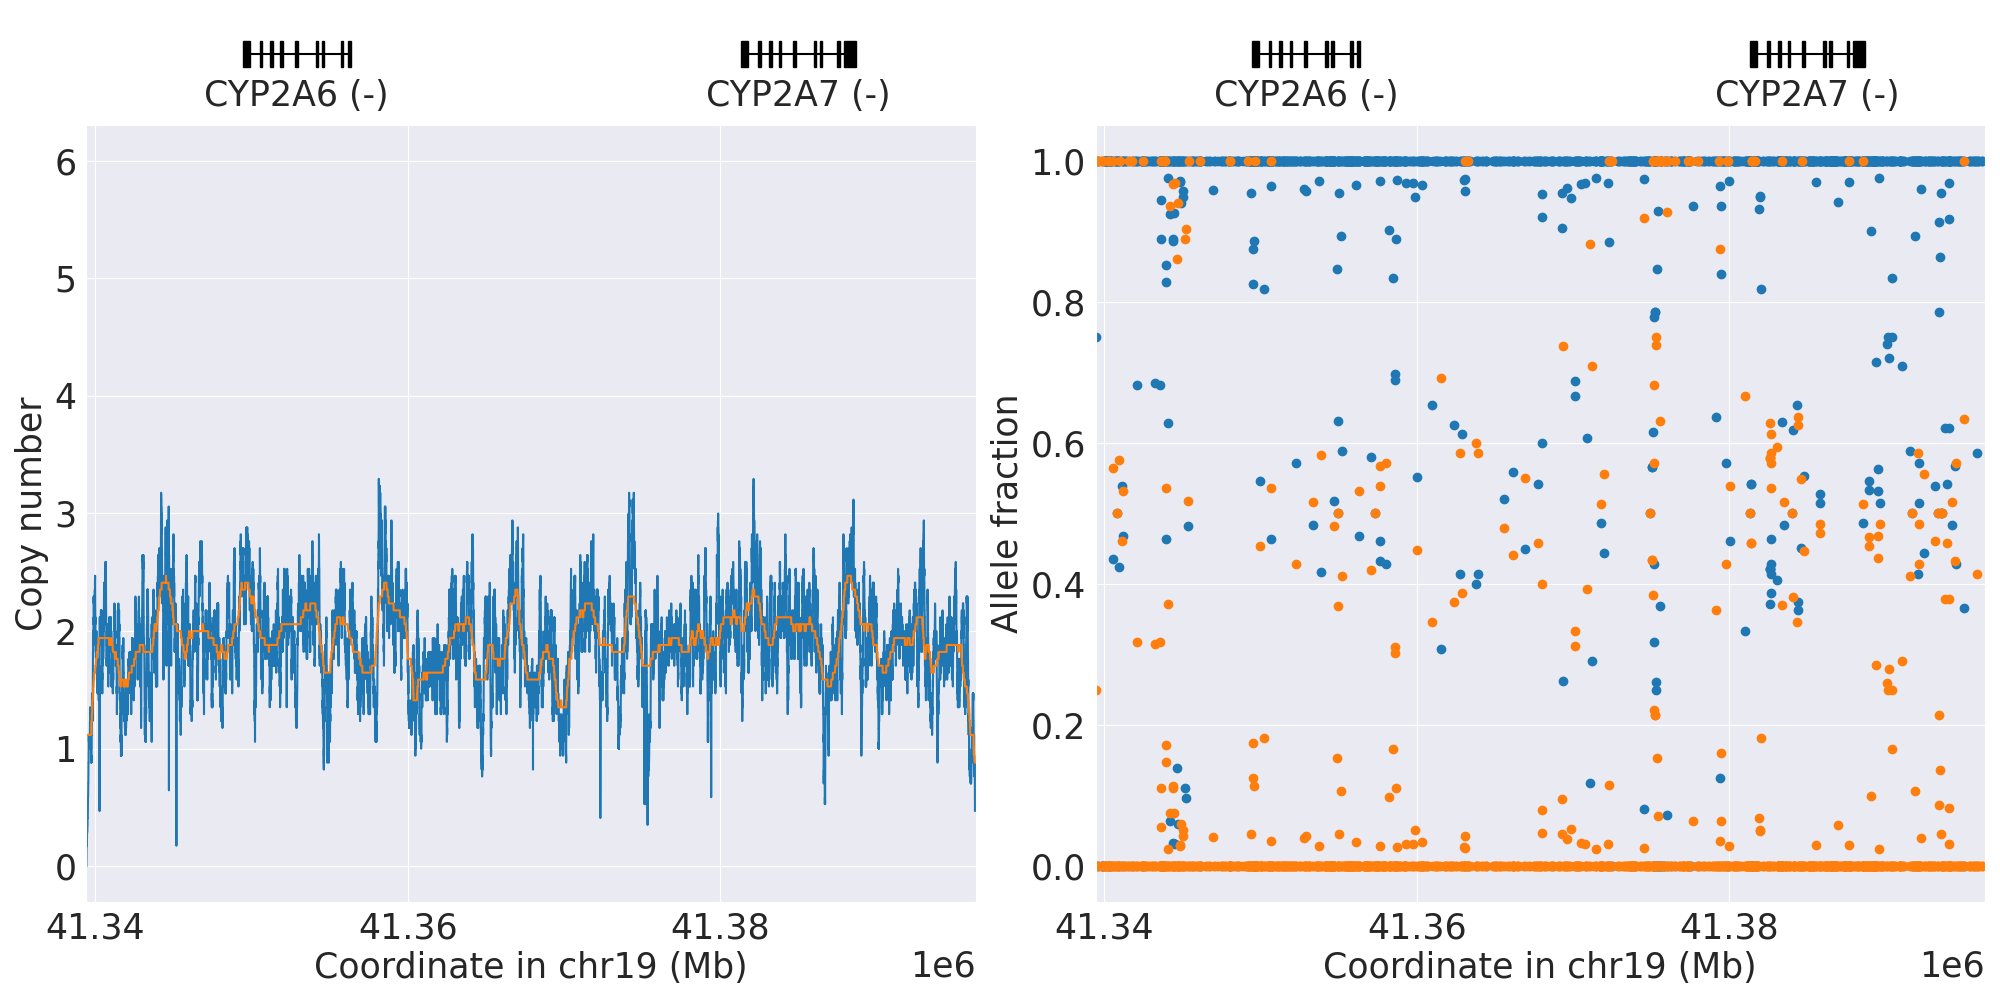 CYP2A6 (-) CYP2A7 (-)
Copy number
6
5
4
3
2
1
0
41.34 41.36 41.38
Coordinate in chr19 (Mb) 1e6
CYP2A6 (-) CYP2A7 (-)
Allele fraction
1.0
0.8
0.6
0.4
0.2
0.0
41.34 41.36 41.38
Coordinate in chr19 (Mb) 1e6